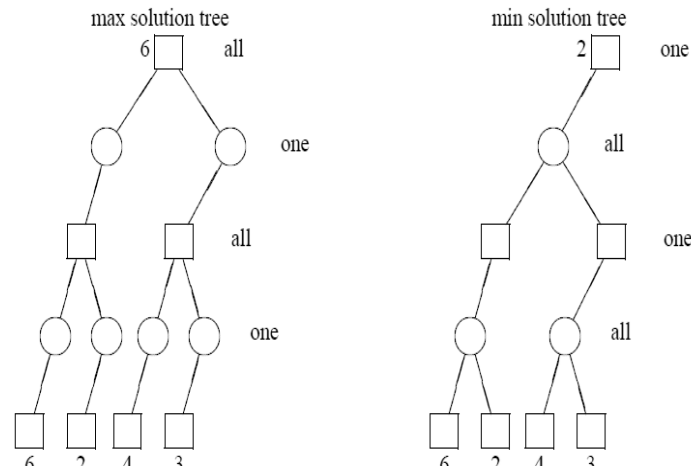 max solution tree
min solution tree
6 all
2 one
one
all
all
one
one
all
6 2 4 3
6 2 4 3